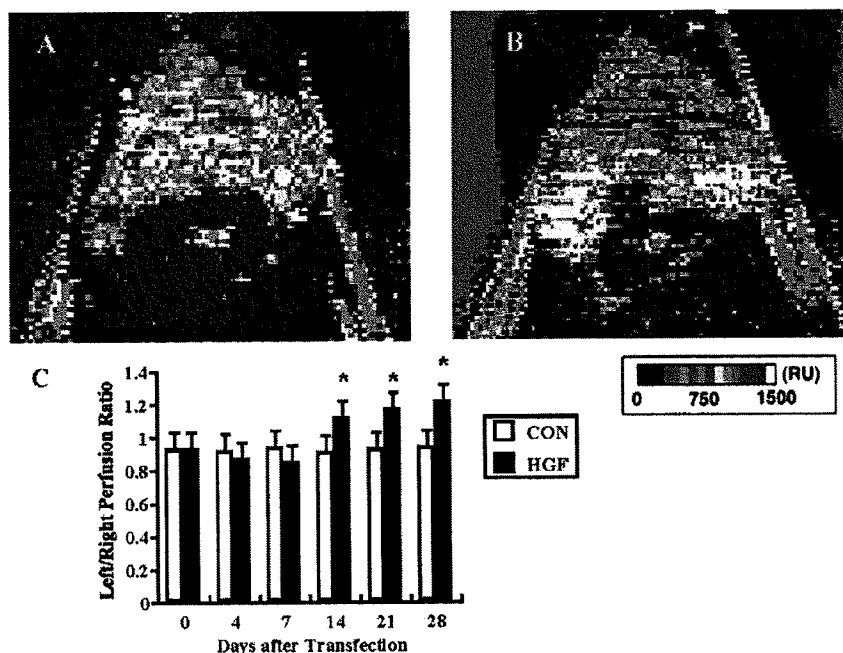 A
B
C
Left/Right Perfusion Ratio
1.4
1.2
1
0.8
0.6
0.4
0.2
0
* * *
0 4 7 14 21 28
Days after Transfection
CON
HGF
(RU)
0 750 1500